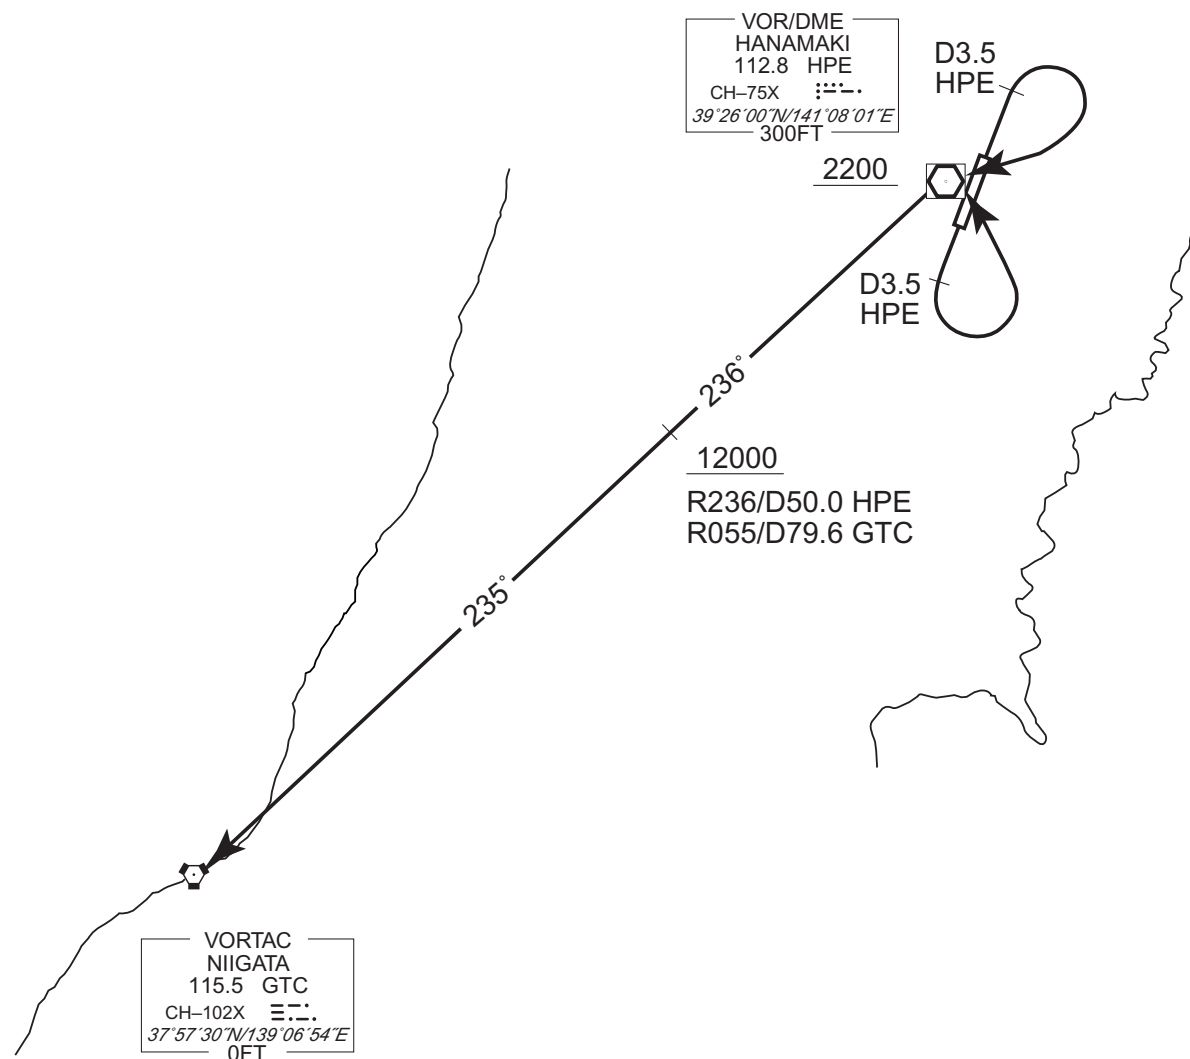 VOR/DME
HANAMAKI
112.8 HPE
CH–75X
39°26′00″N/141°08′01″E
300FT
D3.5
HPE
2200
D3.5
HPE
236°
12000
R236/D50.0 HPE
R055/D79.6 GTC
235°
VORTAC
NIIGATA
115.5 GTC
CH–102X
37°57′30″N/139°06′54″E
0FT